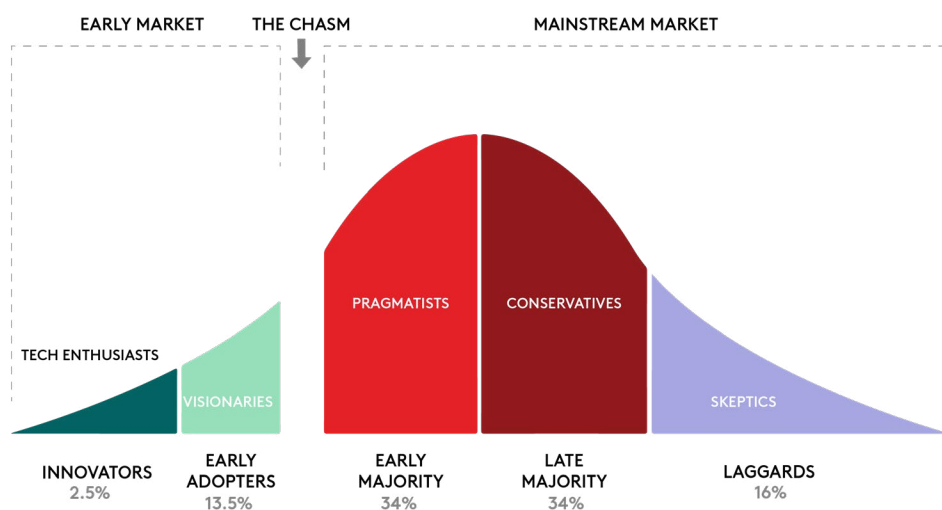 EARLY MARKET
THE CHASM
MAINSTREAM MARKET
PRAGMATISTS
CONSERVATIVES
TECH ENTHUSIASTS
VISIONARIES
SKEPTICS
INNOVATORS
2.5%
EARLY
ADOPTERS
13.5%
EARLY
MAJORITY
34%
LATE
MAJORITY
34%
LAGGARDS
16%